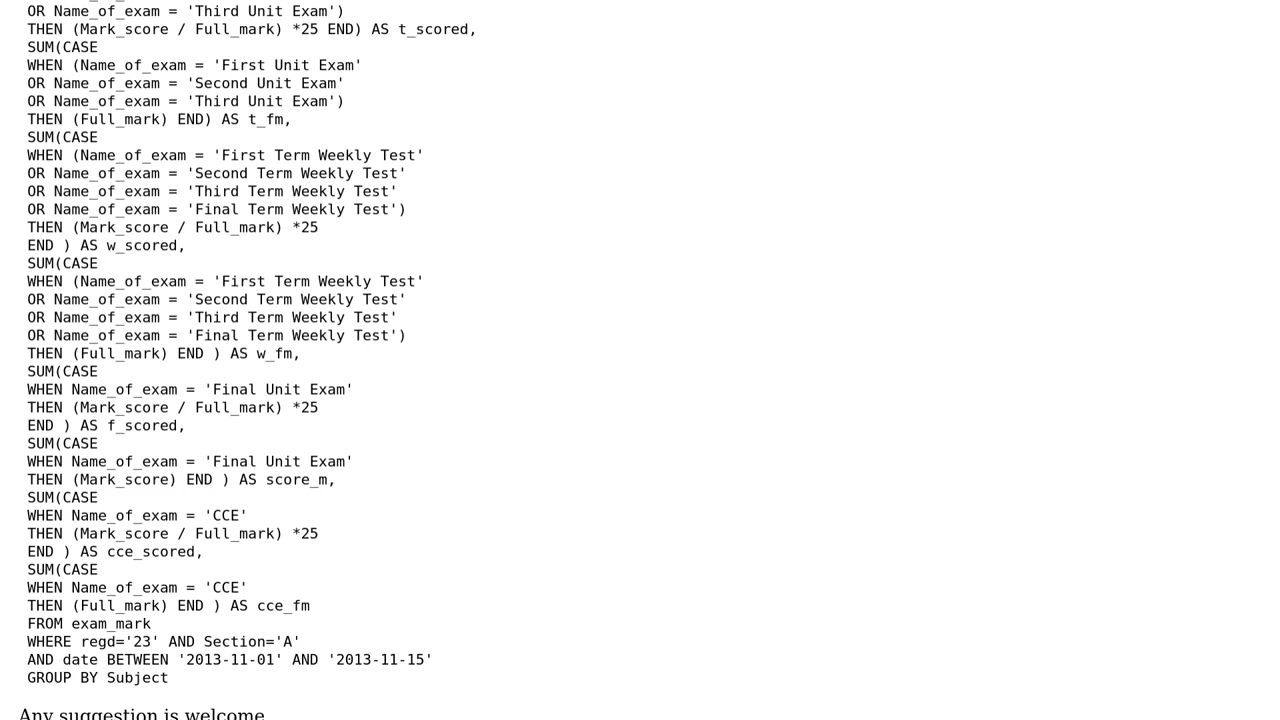 OR Name_of_exam = 'Third Unit Exam')
THEN (Mark_score / Full_mark) *25 END) AS t_scored,
SUM(CASE
WHEN (Name_of_exam = 'First Unit Exam'
OR Name_of_exam = 'Second Unit Exam'
OR Name_of_exam = 'Third Unit Exam')
THEN (Full_mark) END) AS t_fm,
SUM(CASE
WHEN (Name_of_exam = 'First Term Weekly Test'
OR Name_of_exam = 'Second Term Weekly Test'
OR Name_of_exam = 'Third Term Weekly Test'
OR Name_of_exam = 'Final Term Weekly Test')
THEN (Mark_score / Full_mark) *25
END ) AS w_scored,
SUM(CASE
WHEN (Name_of_exam = 'First Term Weekly Test'
OR Name_of_exam = 'Second Term Weekly Test'
OR Name_of_exam = 'Third Term Weekly Test'
OR Name_of_exam = 'Final Term Weekly Test')
THEN (Full_mark) END ) AS w_fm,
SUM(CASE
WHEN Name_of_exam = 'Final Unit Exam'
THEN (Mark_score / Full_mark) *25
END ) AS f_scored,
SUM(CASE
WHEN Name_of_exam = 'Final Unit Exam'
THEN (Mark_score) END ) AS score_m,
SUM(CASE
WHEN Name_of_exam = 'CCE'
THEN (Mark_score / Full_mark) *25
END ) AS cce_scored,
SUM(CASE
WHEN Name_of_exam = 'CCE'
THEN (Full_mark) END ) AS cce_fm
FROM exam_mark
WHERE regd='23' AND Section='A'
AND date BETWEEN '2013-11-01' AND '2013-11-15'
GROUP BY Subject
Any suggestion is welcome